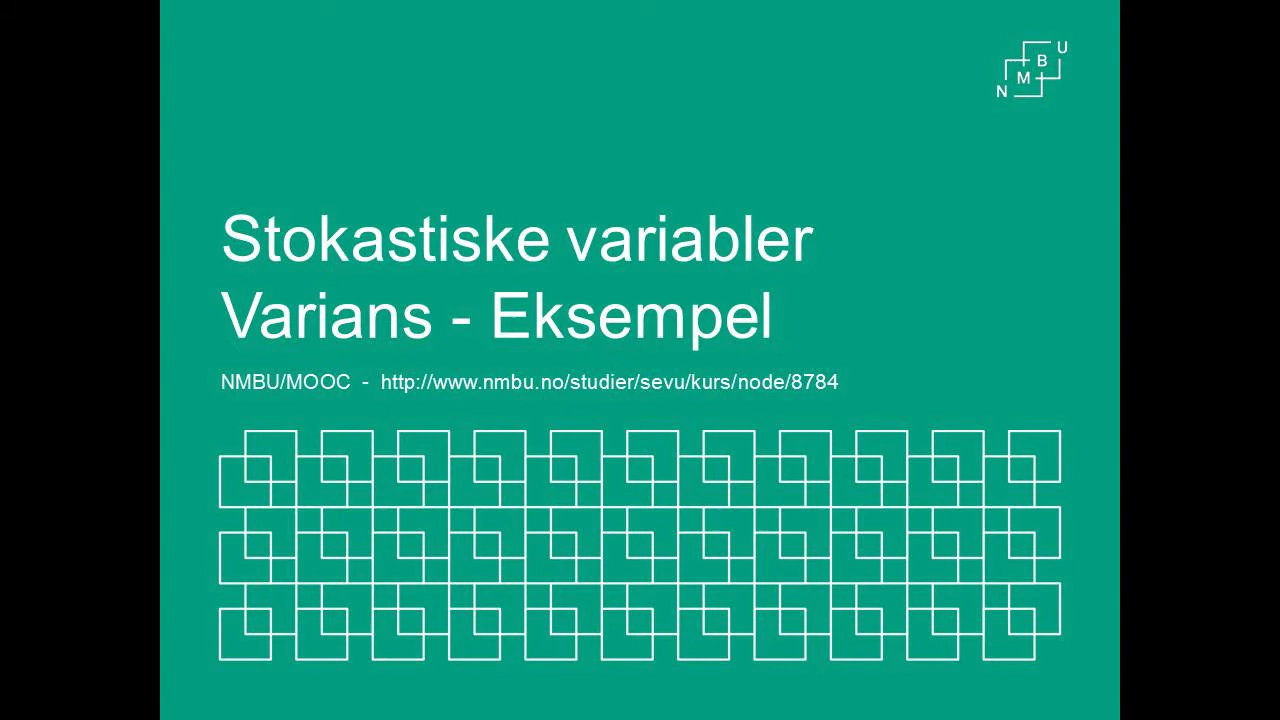 N M B U
Stokastiske variabler
Varians - Eksempel
NMBU/MOOC - http://www.nmbu.no/studier/sevu/kurs/node/8784